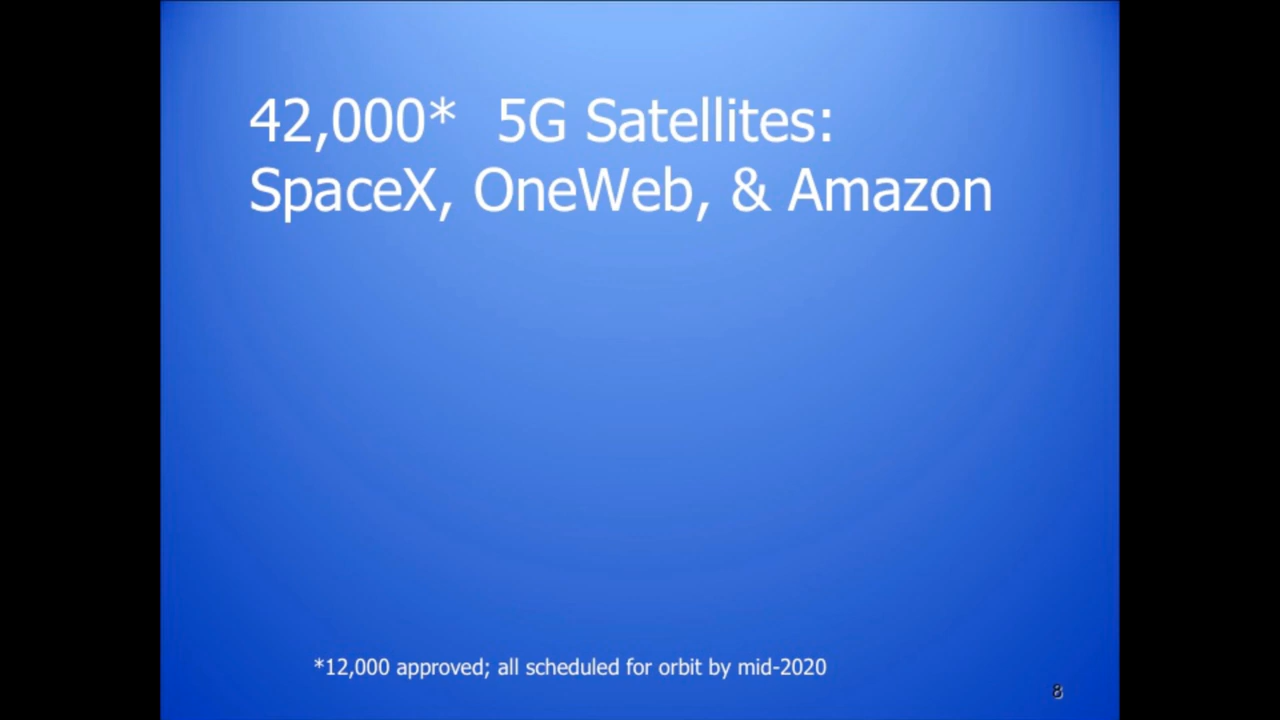 42,000* 5G Satellites:
SpaceX, OneWeb, & Amazon
*12,000 approved; all scheduled for orbit by mid-2020
8